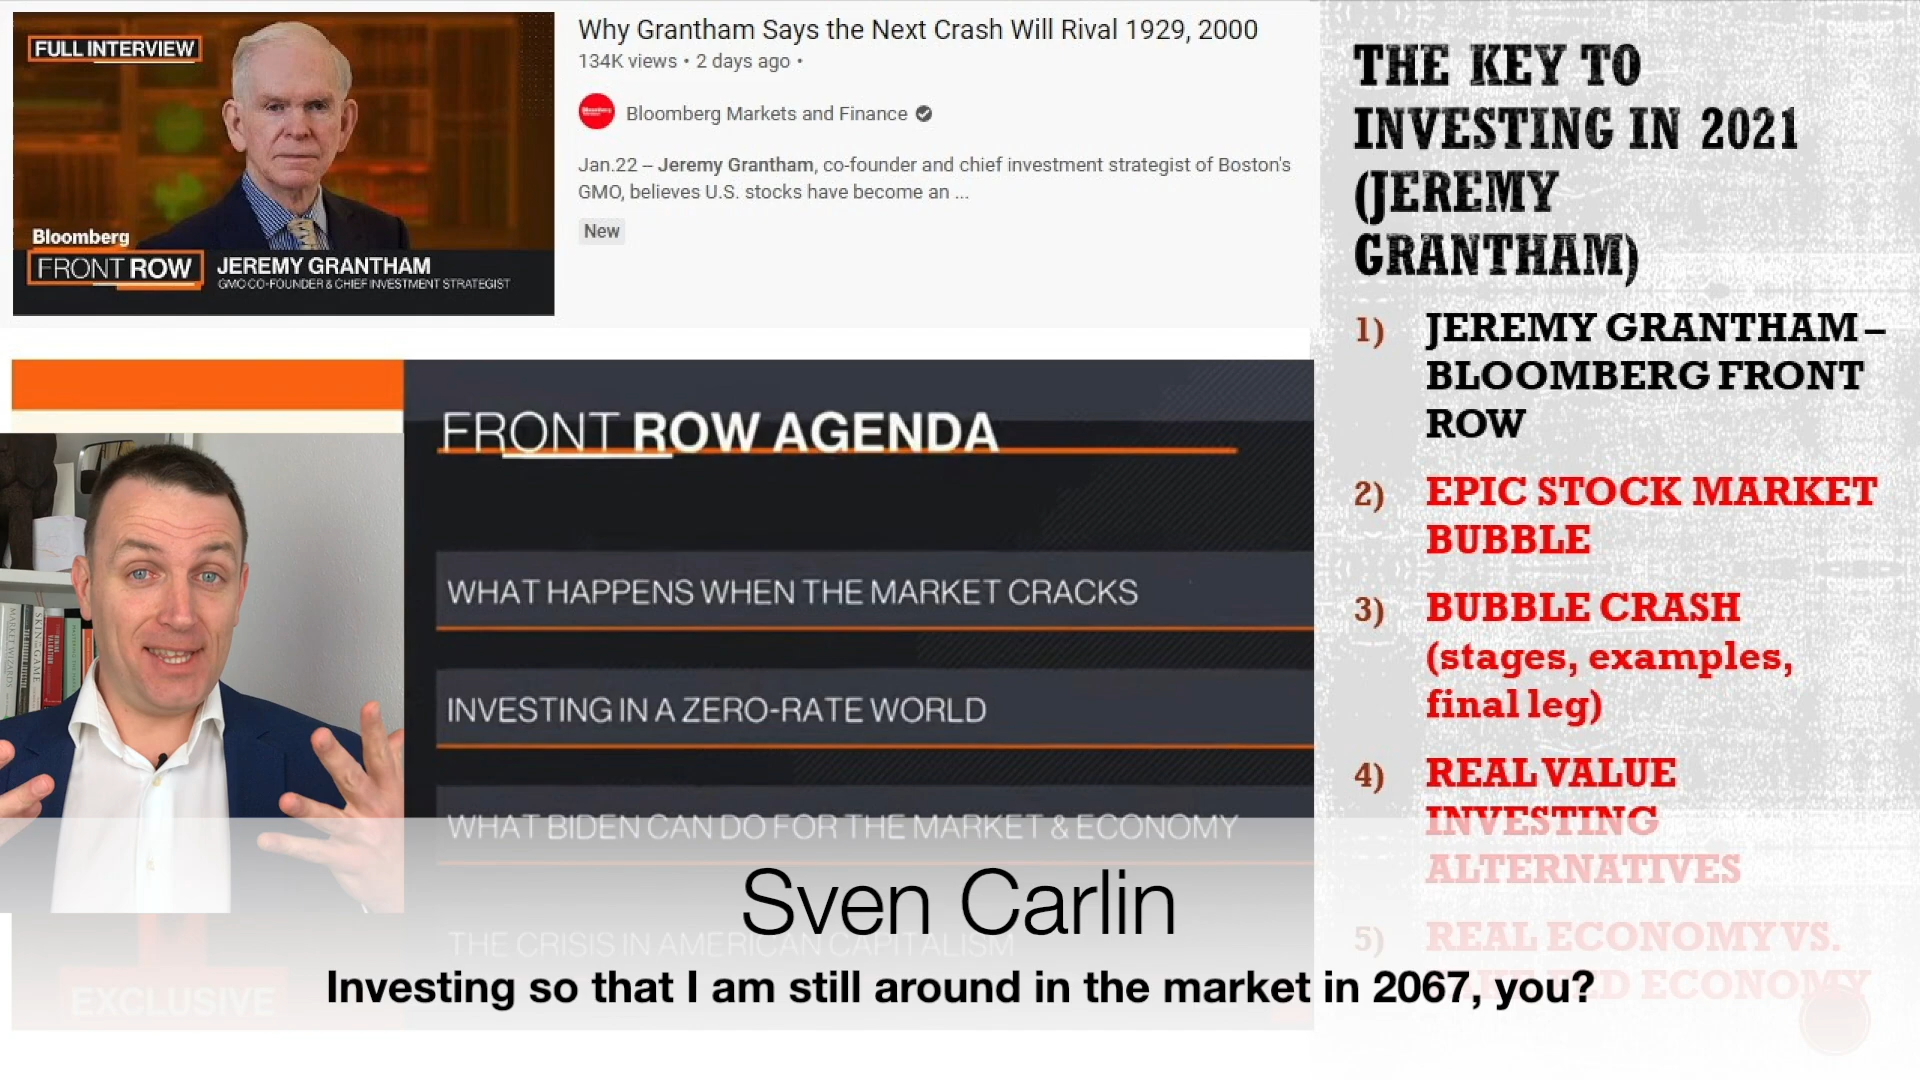 FULL INTERVIEW
Bloomberg
FRONT ROW
JEREMY GRANTHAM
GMO CO-FOUNDER & CHIEF INVESTMENT STRATEGIST
Why Grantham Says the Next Crash Will Rival 1929, 2000
134K views • 2 days ago •
Bloomberg Markets and Finance
Jan.22 – Jeremy Grantham, co-founder and chief investment strategist of Boston's
GMO, believes U.S. stocks have become an ...
New
THE KEY TO
INVESTING IN 2021
(JEREMY
GRANTHAM)
1) JEREMY GRANTHAM –
BLOOMBERG FRONT
ROW
2) EPIC STOCK MARKET
BUBBLE
3) BUBBLE CRASH
(stages, examples,
final leg)
4) REAL VALUE
INVESTING
ALTERNATIVES
5) REAL ECONOMY VS.
ECONOMY
FRONT ROW AGENDA
WHAT HAPPENS WHEN THE MARKET CRACKS
INVESTING IN A ZERO-RATE WORLD
WHAT BIDEN CAN DO FOR THE MARKET & ECONOMY
THE CRISIS IN AMERICAN CAPITALISM
EXCLUSIVE
SKIN IN THE GAME
MARKET WIZARDS
Sven Carlin
Investing so that I am still around in the market in 2067, you?